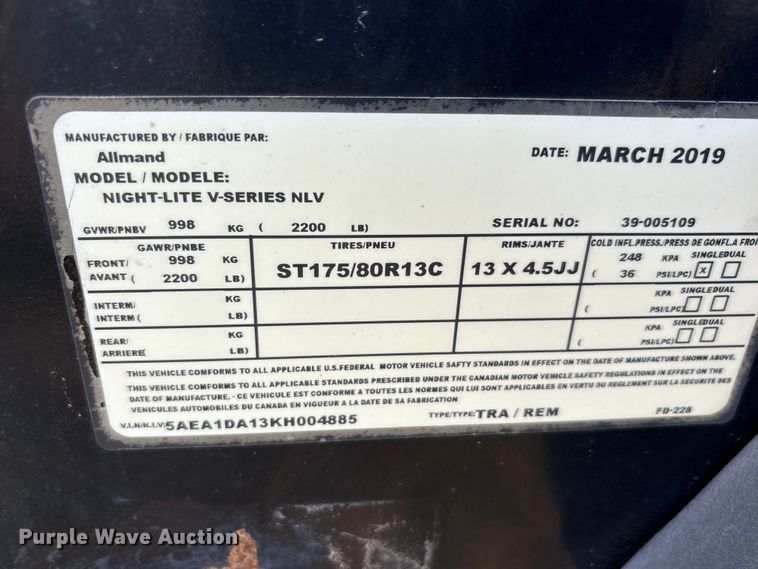 MANUFACTURED BY / FABRIQUE PAR:
Allmand
DATE: MARCH 2019
MODEL / MODELE:
NIGHT-LITE V-SERIES NLV
GVWR/PNBV 998 KG ( 2200 LB) SERIAL NO: 39-005109
GAWR/PNBE TIRES/PNEU RIMS/JANTE COLD INFL.PRESS./PRESS DE GONFL.A FROI
FRONT/ 998 KG 248 KPA SINGLE DUAL
AVANT ( 2200 LB) ST175/80R13C 13 X 4.5JJ ( 36 PSI/LPC) X
INTERM/ KG KPA SINGLE DUAL
INTERM ( LB) ( PSI/LPC)
REAR/ KG KPA SINGLE DUAL
ARRIERE LB) ( PSI/LPC)
THIS VEHICLE CONFORMS TO ALL APPLICABLE U.S.FEDERAL MOTOR VEHICLE SAFTY STANDARDS IN EFFECT ON THE DATE OF MANUFACTURE SHOWN ABOVE.
THIS VEHICLE CONFORMS TO ALL APPLICABLE STANDARDS PRESCRIBED UNDER THE CANADIAN MOTOR VEHICLE SAFETY REGULATIONS IN EFFECT ON THE
DATE OF MANUFACTURE. - CE VEHICULE EST CONFORME A TOUTES LES NORMES QUI LUI SONT APPLICABLES EN VERTU DU REGLEMENT SUR LA SECURITE DES
VEHICULES AUTOMOBILES DU CANADA EN VIGUEUR A LA DATE DE SA FABRICATION
V.I.N/N.I.V: 5AEA1DA13KH004885 TYPE/TYPE: TRA / REM FD-228
Purple Wave Auction